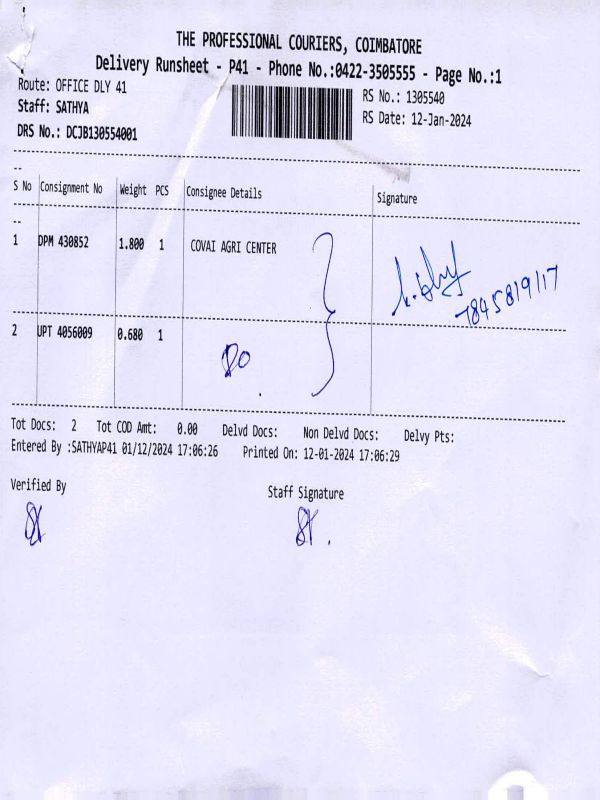 THE PROFESSIONAL COURIERS, COIMBATORE
Delivery Runsheet - P41 - Phone No.:0422-3505555 - Page No.:1
Route: OFFICE DLY 41
RS No.: 1305540
Staff: SATHYA
RS Date: 12-Jan-2024
DRS No.: DCJB130554001
S No Consignment No Weight PCS Consignee Details Signature
1 DPM 430852 1.800 1 COVAI AGRI CENTER
7845819117
2 UPT 4056009 0.680 1
Do
Tot Docs: 2 Tot COD Amt: 0.00 Delvd Docs: Non Delvd Docs: Delvy Pts:
Entered By :SATHYAP41 01/12/2024 17:06:26 Printed On: 12-01-2024 17:06:29
Verified By Staff Signature